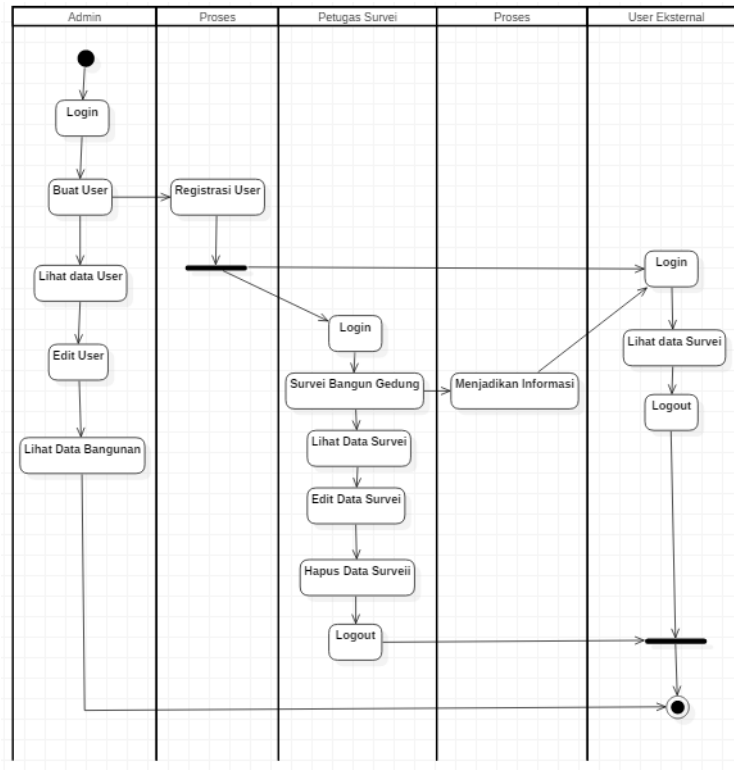 Admin
Proses
Petugas Survei
Proses
User Eksternal
Login
Buat User
Registrasi User
Lihat data User
Login
Login
Edit User
Lihat data Survei
Survei Bangun Gedung
Menjadikan Informasi
Logout
Lihat Data Bangunan
Lihat Data Survei
Edit Data Survei
Hapus Data Surveii
Logout